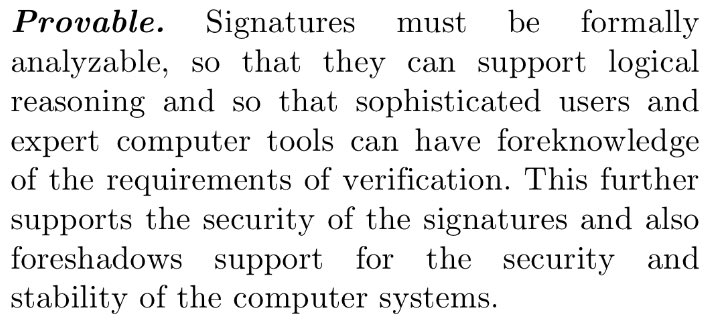 Provable. Signatures must be formally
analyzable, so that they can support logical
reasoning and so that sophisticated users and
expert computer tools can have foreknowledge
of the requirements of verification. This further
supports the security of the signatures and also
foreshadows support for the security and
stability of the computer systems.